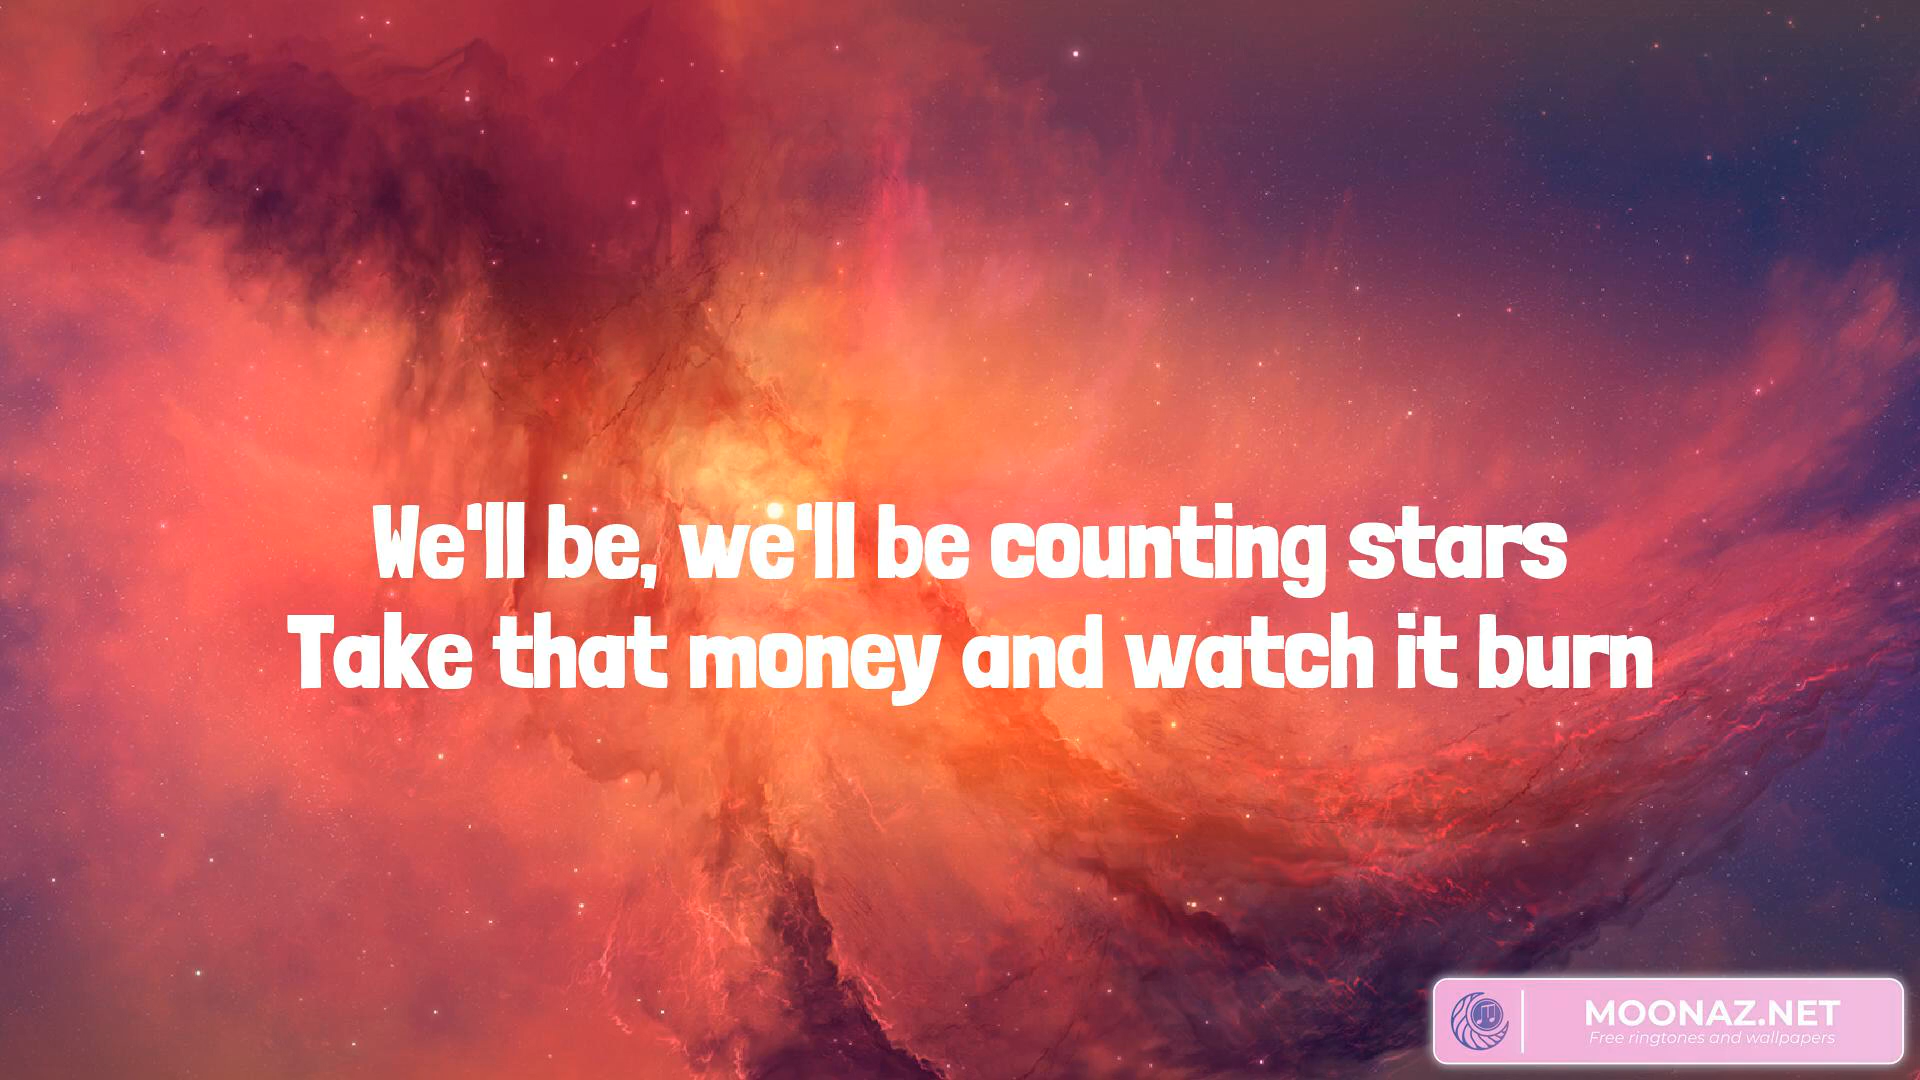 We'll be, we'll be counting stars
Take that money and watch it burn
MOONAZ.NET
Free ringtones and wallpapers